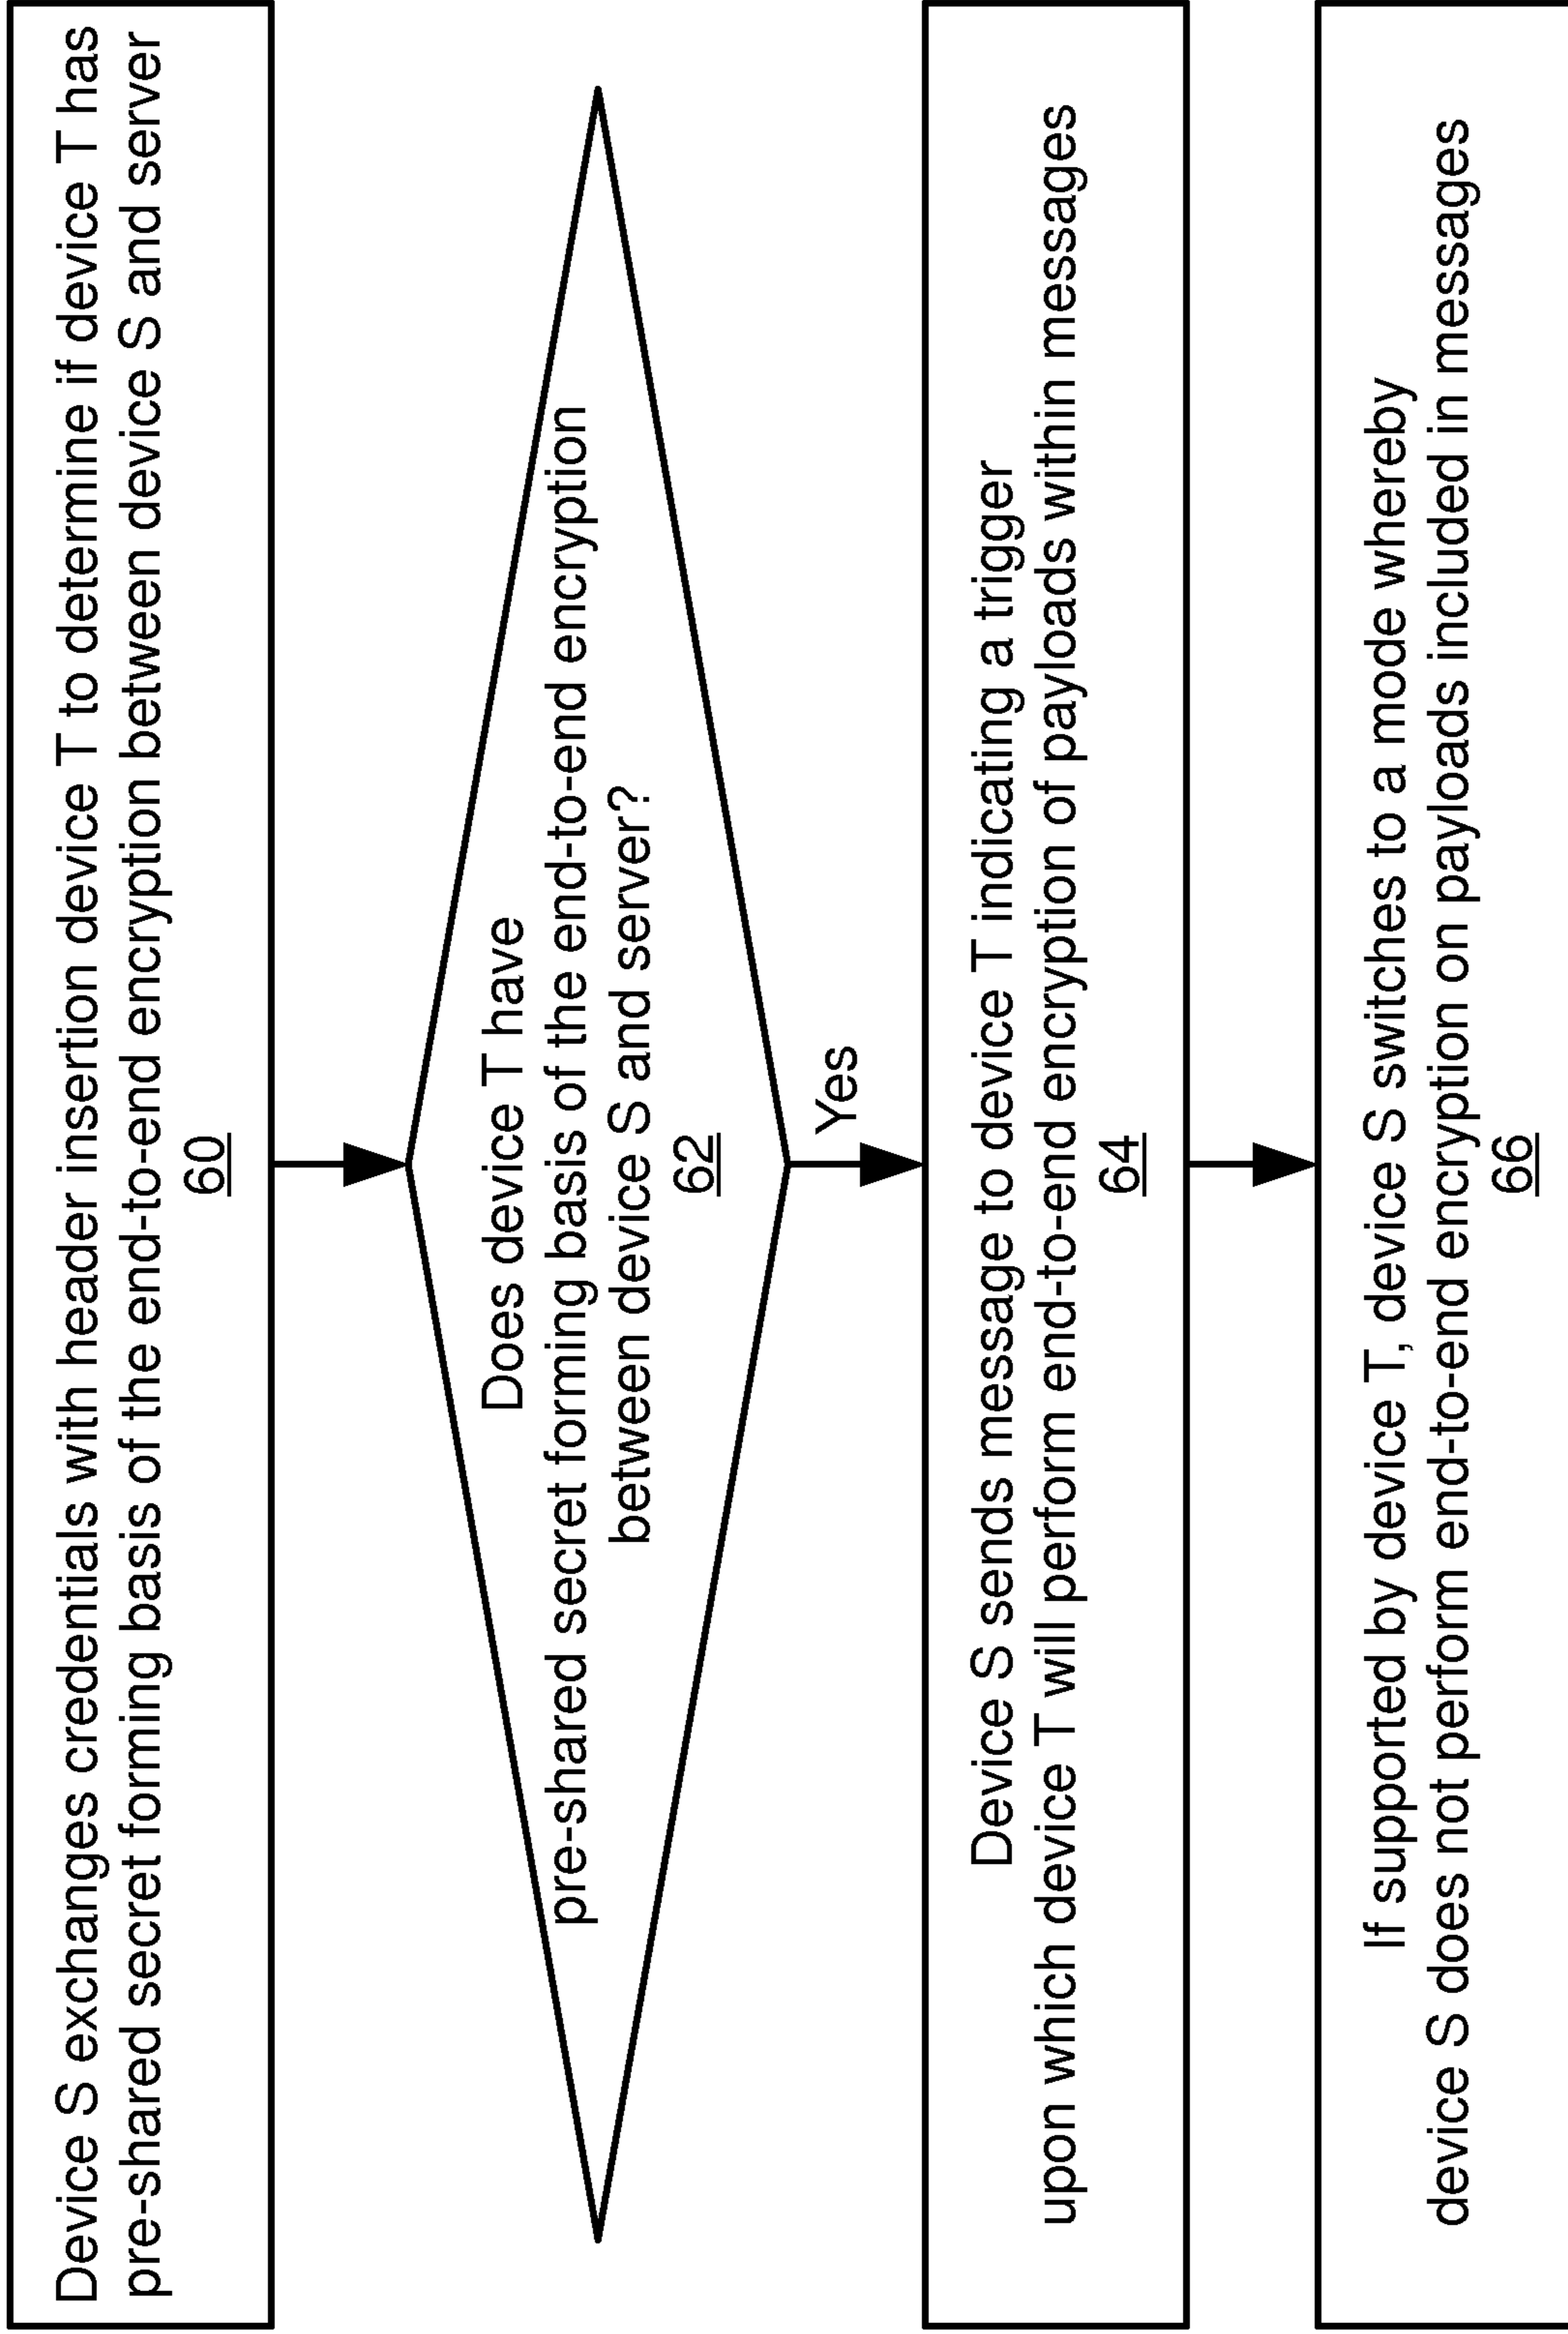 Device S exchanges credentials with header insertion device T to determine if device T has
pre-shared secret forming basis of the end-to-end encryption between device S and server
60
Does device T have
pre-shared secret forming basis of the end-to-end encryption
between device S and server?
62
Yes
Device S sends message to device T indicating a trigger
upon which device T will perform end-to-end encryption of payloads within messages
64
If supported by device T, device S switches to a mode whereby
device S does not perform end-to-end encryption on payloads included in messages
66